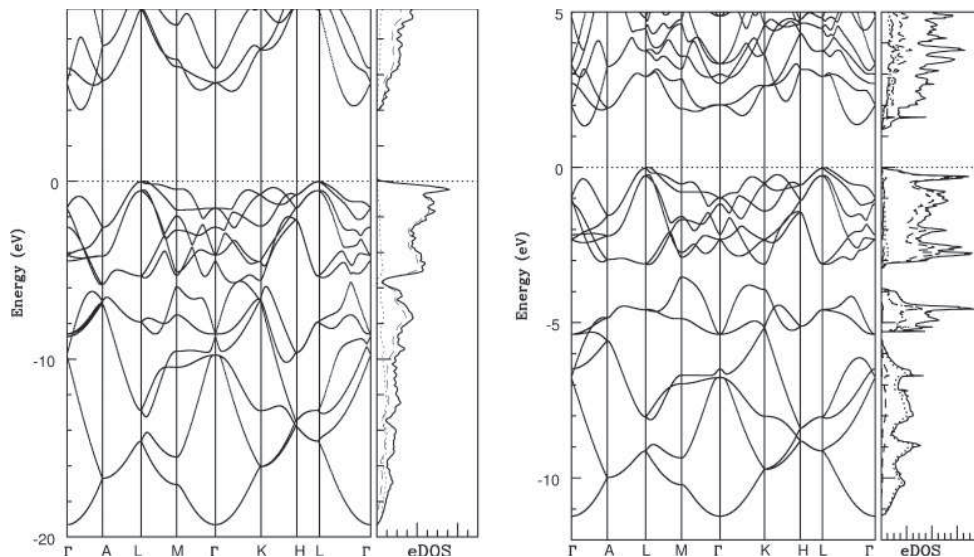 0
-10
-20
Energy (eV)
Γ A L M Γ K H L Γ
eDOS
5
0
-5
-10
Energy (eV)
Γ A L M Γ K H L Γ
eDOS